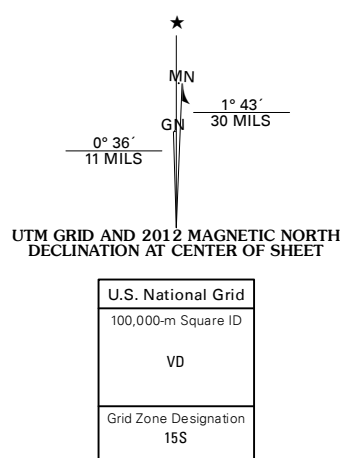 ★
MN
1° 43´
30 MILS
GN
0° 36´
11 MILS
UTM GRID AND 2012 MAGNETIC NORTH
DECLINATION AT CENTER OF SHEET
U.S. National Grid
100,000-m Square ID
VD
Grid Zone Designation
15S